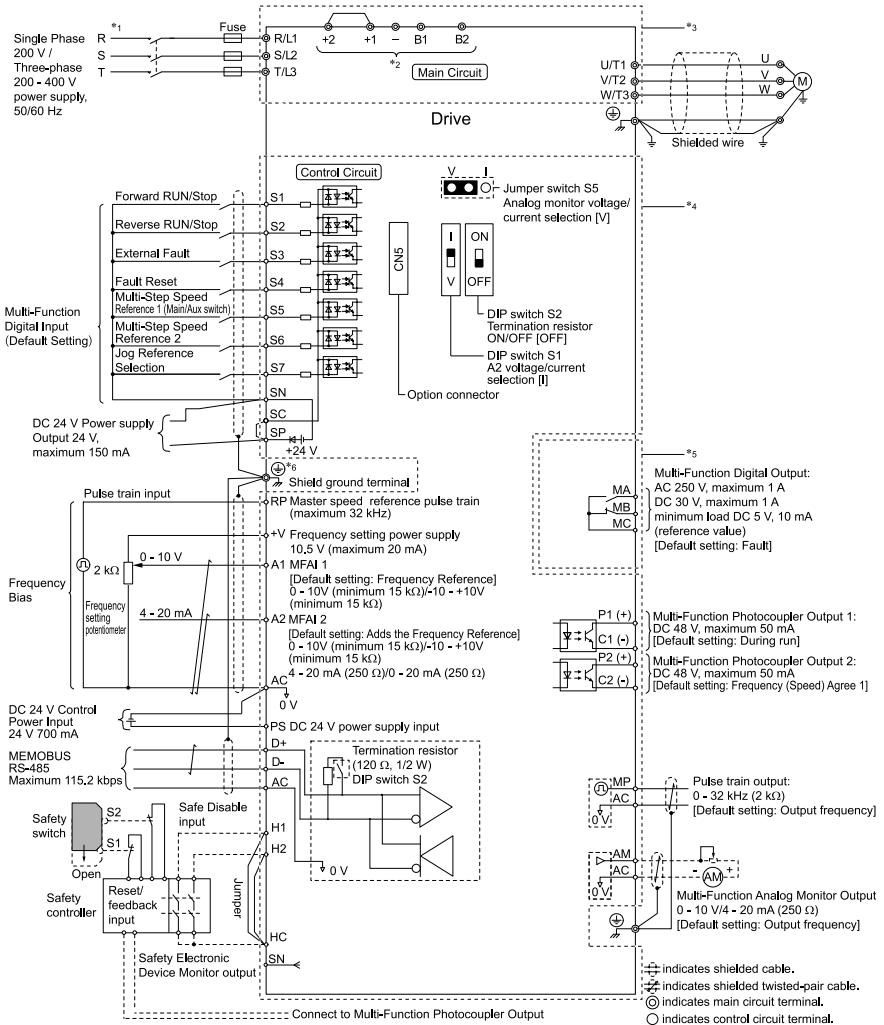 *1
Single Phase
200 V /
Three-phase
200 - 400 V
power supply,
50/60 Hz
R
S
T
Fuse
R/L1
S/L2
T/L3
+2
+1
−
B1
B2
*2
Main Circuit
*3
U/T1
V/T2
W/T3
U
V
W
M
Drive
Shielded wire
Control Circuit
Forward RUN/Stop
S1
Reverse RUN/Stop
S2
External Fault
S3
Fault Reset
S4
Multi-Step Speed
Reference 1 (Main/Aux switch)
S5
Multi-Step Speed
Reference 2
S6
Jog Reference
Selection
S7
Multi-Function
Digital Input
(Default Setting)
SN
SC
SP
+24 V
DC 24 V Power supply
Output 24 V,
maximum 150 mA
V
I
Jumper switch S5
Analog monitor voltage/
current selection [V]
*4
CN5
I
V
ON
OFF
DIP switch S2
Termination resistor
ON/OFF [OFF]
DIP switch S1
A2 voltage/current
selection [I]
Option connector
*6
Shield ground terminal
*5
MA
MB
MC
Multi-Function Digital Output:
AC 250 V, maximum 1 A
DC 30 V, maximum 1 A
minimum load DC 5 V, 10 mA
(reference value)
[Default setting: Fault]
Pulse train input
RP Master speed reference pulse train
(maximum 32 kHz)
+V Frequency setting power supply
10.5 V (maximum 20 mA)
Frequency
Bias
2 kΩ
0 - 10 V
Frequency
setting
potentiometer
A1 MFAI 1
[Default setting: Frequency Reference]
0 - 10V (minimum 15 kΩ)/-10 - +10V
(minimum 15 kΩ)
4 - 20 mA
A2 MFAI 2
[Default setting: Adds the Frequency Reference]
0 - 10V (minimum 15 kΩ)/-10 - +10V
(minimum 15 kΩ)
4 - 20 mA (250 Ω)/0 - 20 mA (250 Ω)
AC
0 V
P1 (+)
C1 (-)
Multi-Function Photocoupler Output 1:
DC 48 V, maximum 50 mA
[Default setting: During run]
P2 (+)
C2 (-)
Multi-Function Photocoupler Output 2:
DC 48 V, maximum 50 mA
[Default setting: Frequency (Speed) Agree 1]
DC 24 V Control
Power Input
24 V 700 mA
PS DC 24 V power supply input
MEMOBUS
RS-485
Maximum 115.2 kbps
D+
D-
AC
Termination resistor
(120 Ω, 1/2 W)
DIP switch S2
0 V
MP
AC
0 V
Pulse train output:
0 - 32 kHz (2 kΩ)
[Default setting: Output frequency]
AM
AC
0 V
-
AM
+
Multi-Function Analog Monitor Output
0 - 10 V/4 - 20 mA (250 Ω)
[Default setting: Output frequency]
Safety
switch
S2
S1
Open
Safe Disable
input
H1
H2
Jumper
Safety
controller
Reset/
feedback
input
HC
Safety Electronic
Device Monitor output
SN
Connect to Multi-Function Photocoupler Output
indicates shielded cable.
indicates shielded twisted-pair cable.
indicates main circuit terminal.
indicates control circuit terminal.